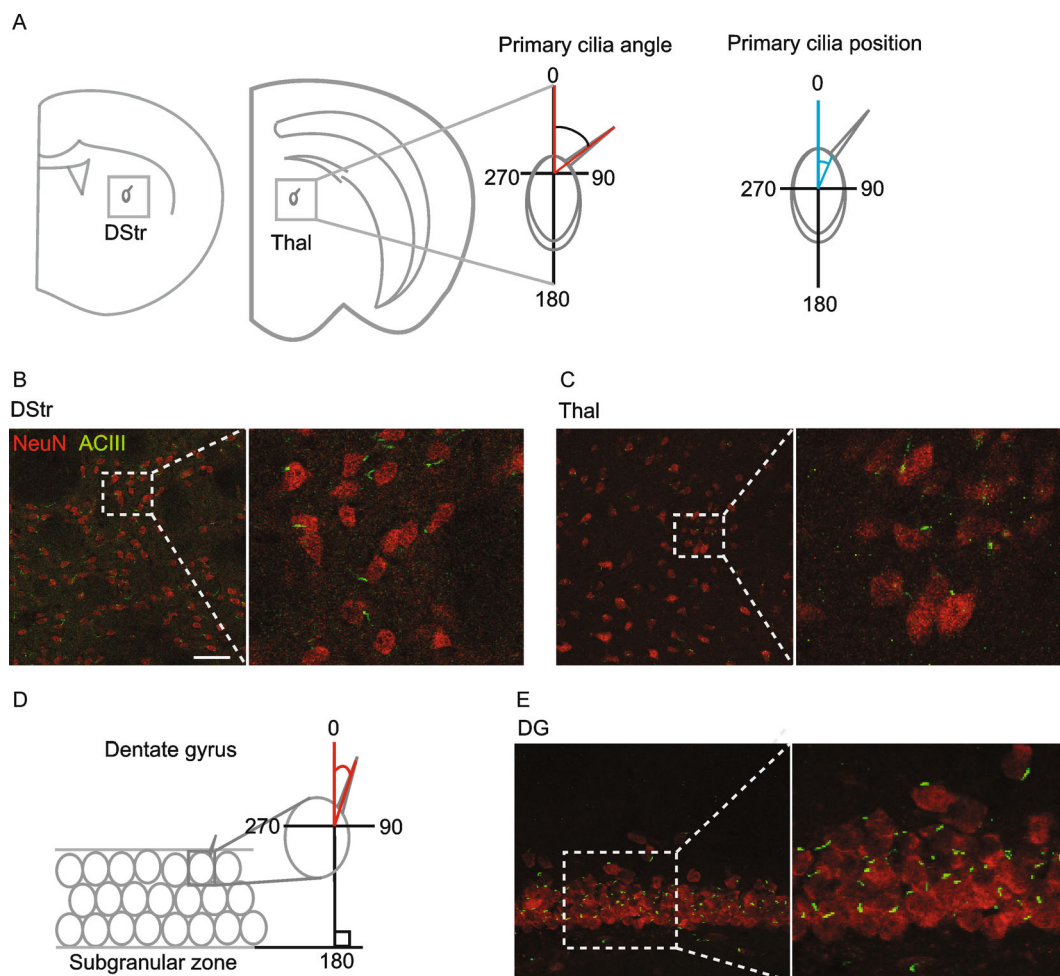 A
Primary cilia angle
0
270
90
180
Primary cilia position
0
270
90
180
DStr
Thal
B
DStr
NeuN ACIII
C
Thal
D
Dentate gyrus
0
270
90
180
Subgranular zone
E
DG